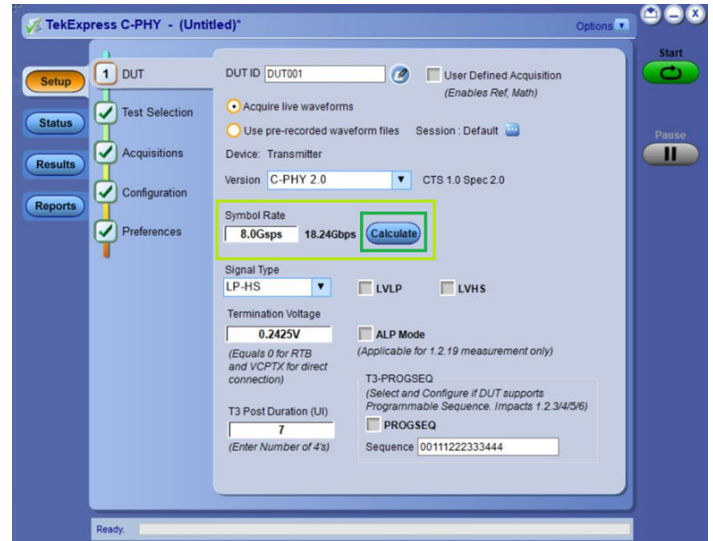 TekExpress C-PHY - (Untitled)*
Options
Start
Pause
Setup
Status
Results
Reports
1 DUT
Test Selection
Acquisitions
Configuration
Preferences
DUT ID DUT001
User Defined Acquisition
(Enables Ref, Math)
Acquire live waveforms
Use pre-recorded waveform files Session : Default
Device: Transmitter
Version C-PHY 2.0 CTS 1.0 Spec 2.0
Symbol Rate
8.0Gsps 18.24Gbps Calculate
Signal Type
LP-HS LVLP LVHS
Termination Voltage
0.2425V
(Equals 0 for RTB
and VCPTX for direct
connection)
ALP Mode
(Applicable for 1.2.19 measurement only)
T3 Post Duration (UI)
7
(Enter Number of 4's)
T3-PROGSEQ
(Select and Configure if DUT supports
Programmable Sequence. Impacts 1.2.3/4/5/6)
PROGSEQ
Sequence 00111222333444
Ready.